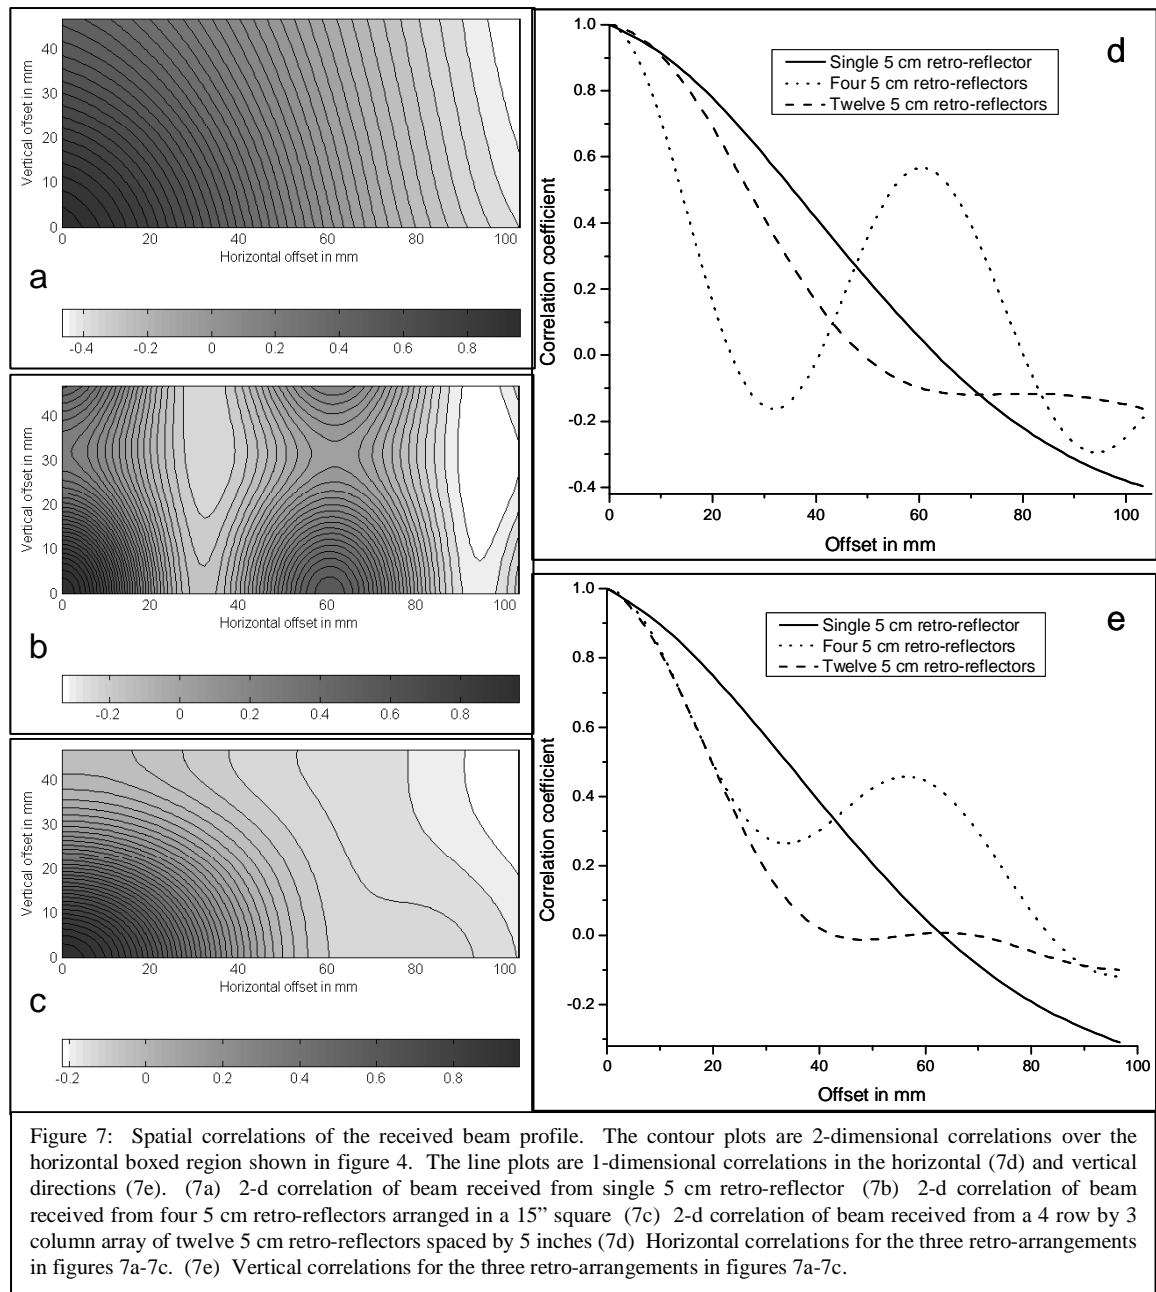 40
30
20
10
0
Vertical offset in mm
0 20 40 60 80 100
Horizontal offset in mm
a
-0.4 -0.2 0 0.2 0.4 0.6 0.8
40
30
20
10
0
Vertical offset in mm
0 20 40 60 80 100
Horizontal offset in mm
b
-0.2 0 0.2 0.4 0.6 0.8
40
30
20
10
0
Vertical offset in mm
0 20 40 60 80 100
Horizontal offset in mm
c
-0.2 0 0.2 0.4 0.6 0.8
d
Single 5 cm retro-reflector
Four 5 cm retro-reflectors
Twelve 5 cm retro-reflectors
1.0
0.8
0.6
0.4
0.2
0.0
-0.2
-0.4
Correlation coefficient
0 20 40 60 80 100
Offset in mm
e
Single 5 cm retro-reflector
Four 5 cm retro-reflectors
Twelve 5 cm retro-reflectors
1.0
0.8
0.6
0.4
0.2
0.0
-0.2
Correlation coefficient
0 20 40 60 80 100
Offset in mm
Figure 7: Spatial correlations of the received beam profile. The contour plots are 2-dimensional correlations over the
horizontal boxed region shown in figure 4. The line plots are 1-dimensional correlations in the horizontal (7d) and vertical
directions (7e). (7a) 2-d correlation of beam received from single 5 cm retro-reflector (7b) 2-d correlation of beam
received from four 5 cm retro-reflectors arranged in a 15” square (7c) 2-d correlation of beam received from a 4 row by 3
column array of twelve 5 cm retro-reflectors spaced by 5 inches (7d) Horizontal correlations for the three retro-arrangements
in figures 7a-7c. (7e) Vertical correlations for the three retro-arrangements in figures 7a-7c.